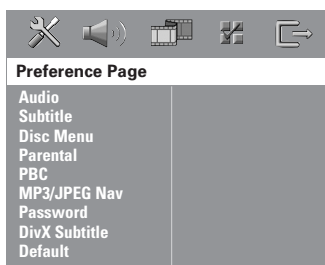 Preference Page
Audio
Subtitle
Disc Menu
Parental
PBC
MP3/JPEG Nav
Password
DivX Subtitle
Default